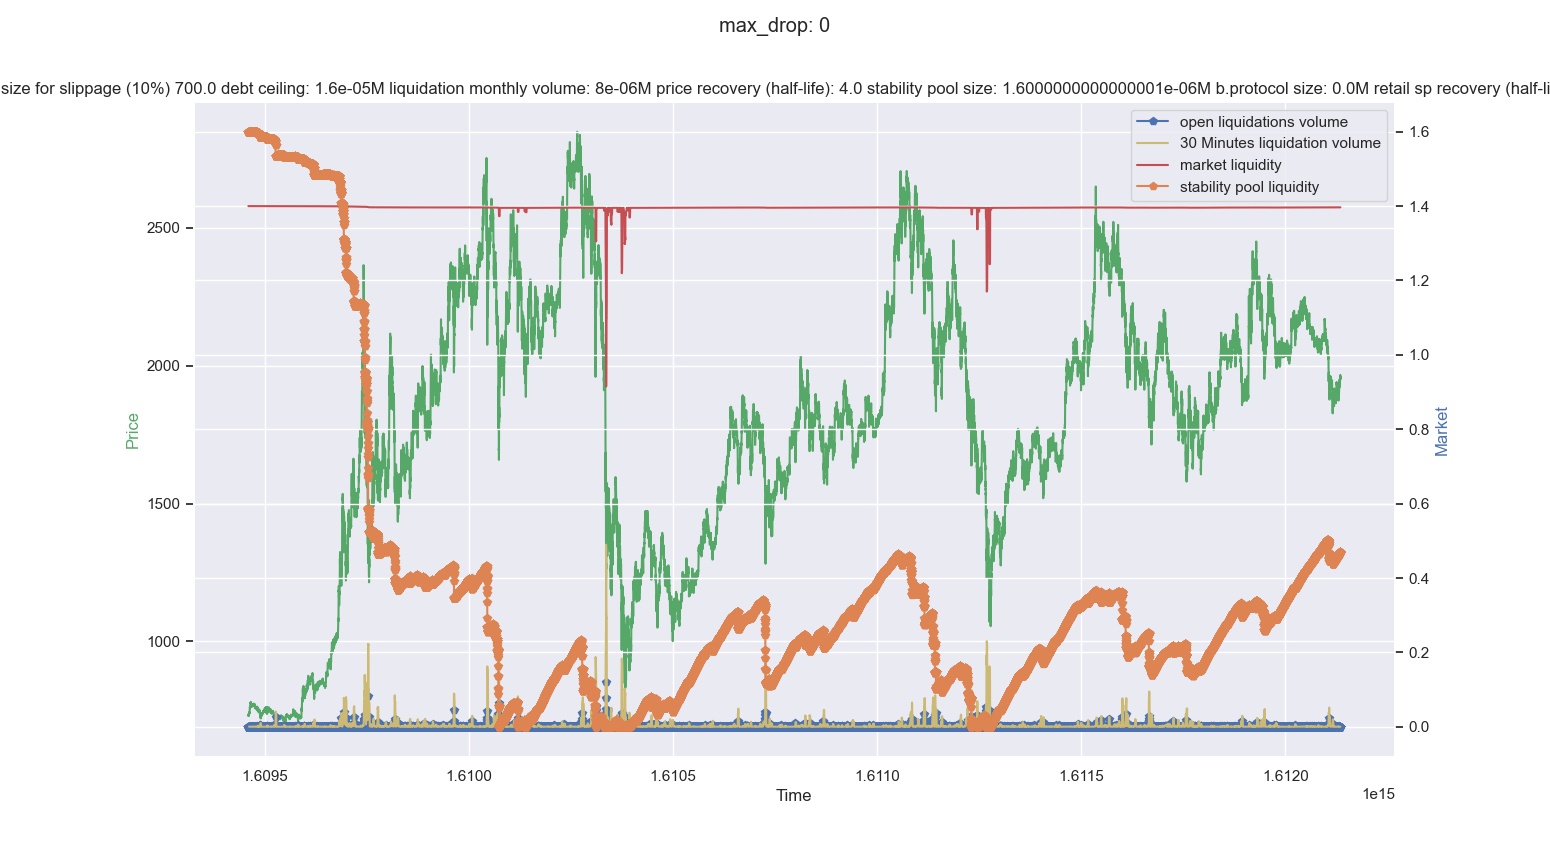 max_drop: 0
size for slippage (10%) 700.0 debt ceiling: 1.6e-05M liquidation monthly volume: 8e-06M price recovery (half-life): 4.0 stability pool size: 1.6000000000000001e-06M b.protocol size: 0.0M retail sp recovery (half-li
open liquidations volume
30 Minutes liquidation volume
market liquidity
stability pool liquidity
2500
2000
1500
1000
Price
1.6
1.4
1.2
1.0
0.8
0.6
0.4
0.2
0.0
Market
1.6095
1.6100
1.6105
1.6110
1.6115
1.6120
Time
1e15